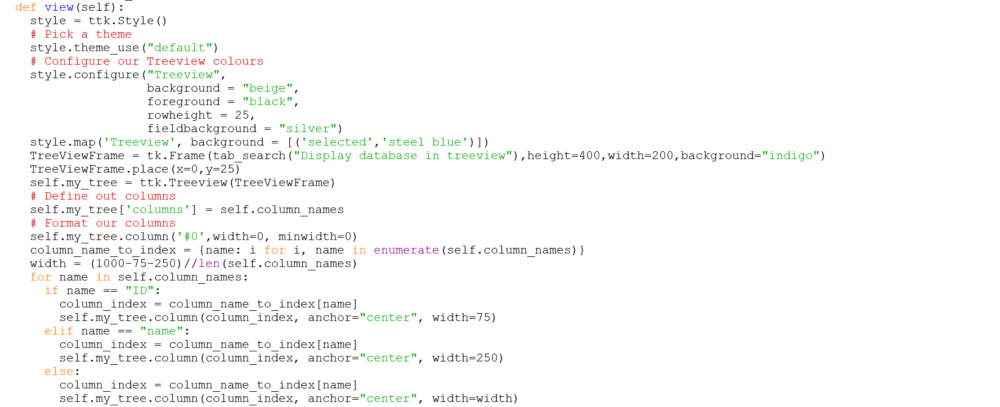 def view(self):
  style = ttk.Style()
  # Pick a theme
  style.theme_use("default")
  # Configure our Treeview colours
  style.configure("Treeview",
                  background = "beige",
                  foreground = "black",
                  rowheight = 25,
                  fieldbackground = "silver")
  style.map('Treeview', background = [('selected','steel blue')])
  TreeViewFrame = tk.Frame(tab_search("Display database in treeview"),height=400,width=200,background="indigo")
  TreeViewFrame.place(x=0,y=25)
  self.my_tree = ttk.Treeview(TreeViewFrame)
  # Define out columns
  self.my_tree['columns'] = self.column_names
  # Format our columns
  self.my_tree.column('#0',width=0, minwidth=0)
  column_name_to_index = {name: i for i, name in enumerate(self.column_names)}
  width = (1000-75-250)//len(self.column_names)
  for name in self.column_names:
    if name == "ID":
      column_index = column_name_to_index[name]
      self.my_tree.column(column_index, anchor="center", width=75)
    elif name == "name":
      column_index = column_name_to_index[name]
      self.my_tree.column(column_index, anchor="center", width=250)
    else:
      column_index = column_name_to_index[name]
      self.my_tree.column(column_index, anchor="center", width=width)